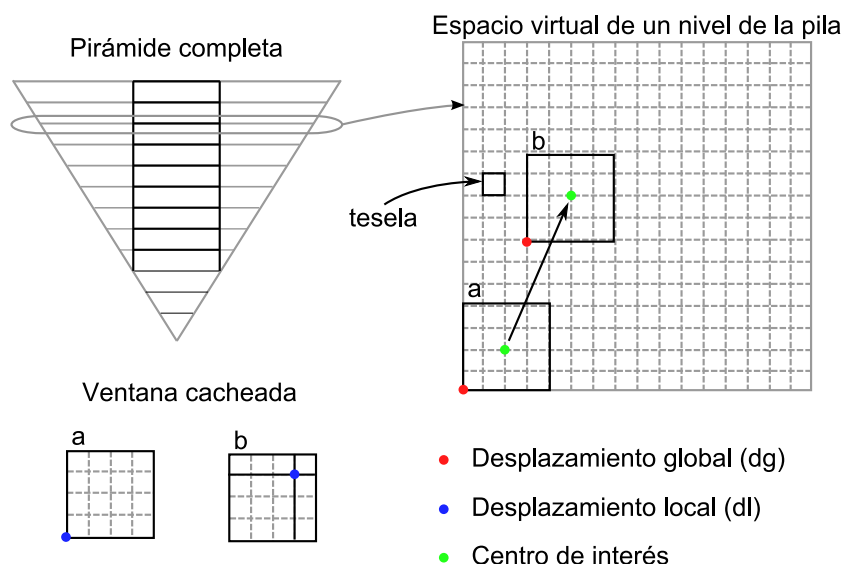 Espacio virtual de un nivel de la pila
Pirámide completa
b
tesela
a
Ventana cacheada
a
b
Desplazamiento global (dg)
Desplazamiento local (dl)
Centro de interés